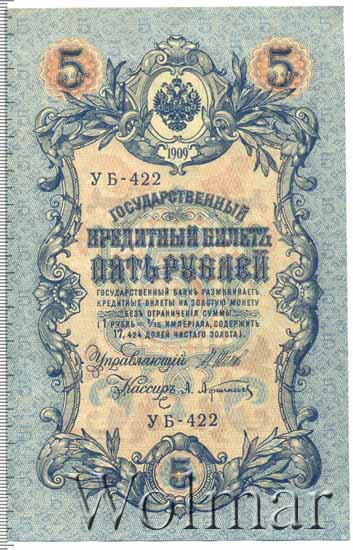 5 5
1909
УБ-422
ГОСУДАРСТВЕННЫЙ
КРЕДИТНЫЙ БИЛЕТЪ
ПЯТЬ РУБЛЕЙ
ГОСУДАРСТВЕННЫЙ БАНКЪ РАЗМѢНИВАЕТЪ
КРЕДИТНЫЕ БИЛЕТЫ НА ЗОЛОТУЮ МОНЕТУ
БЕЗЪ ОГРАНИЧЕНІЯ СУММЫ
(1 РУБЛЬ = 1/15 ИМПЕРІАЛА, СОДЕРЖИТЪ
17,424 ДОЛЕЙ ЧИСТАГО ЗОЛОТА).
Управляющій
Кассиръ
УБ-422
5
Wolmar